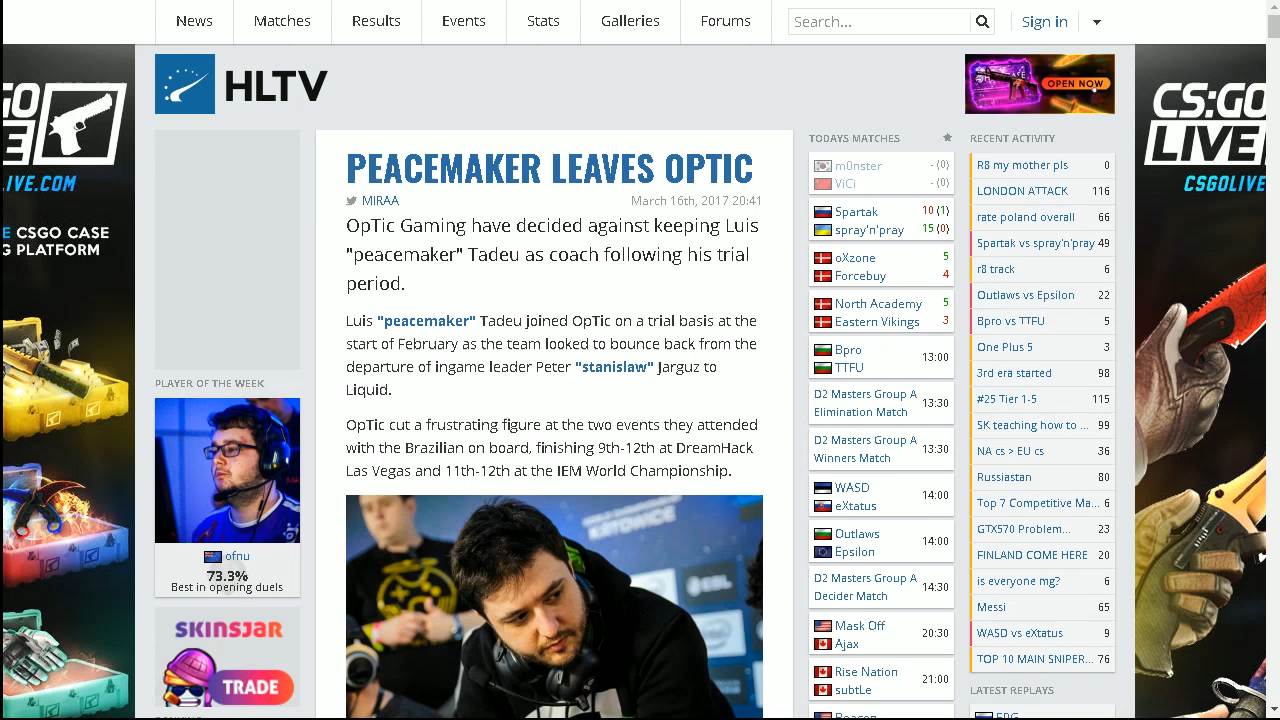 News Matches Results Events Stats Galleries Forums Search... Sign in
HLTV
OPEN NOW
GO
E
LIVE.COM
E CSGO CASE
G PLATFORM
CS:GO
LIVE
CSGOLIVE
PLAYER OF THE WEEK
ofnu
73.3%
Best in opening duels
SKINSJAR
TRADE
PEACEMAKER LEAVES OPTIC
MIRAA March 16th, 2017 20:41
OpTic Gaming have decided against keeping Luis
"peacemaker" Tadeu as coach following his trial
period.
Luis "peacemaker" Tadeu joined OpTic on a trial basis at the
start of February as the team looked to bounce back from the
departure of ingame leader Peter "stanislaw" Jarguz to
Liquid.
OpTic cut a frustrating figure at the two events they attended
with the Brazilian on board, finishing 9th-12th at DreamHack
Las Vegas and 11th-12th at the IEM World Championship.
TODAYS MATCHES
m0nster - (0)
ViCi - (0)
Spartak 10 (1)
spray'n'pray 15 (0)
oXzone 5
Forcebuy 4
North Academy 5
Eastern Vikings 3
Bpro
TTFU
13:00
D2 Masters Group A
Elimination Match
13:30
D2 Masters Group A
Winners Match
13:30
WASD
eXtatus
14:00
Outlaws
Epsilon
14:00
D2 Masters Group A
Decider Match
14:30
Mask Off
Ajax
20:30
Rise Nation
subtLe
21:00
RECENT ACTIVITY
R8 my mother pls 0
LONDON ATTACK 116
rate poland overall 66
Spartak vs spray'n'pray 49
r8 track 6
Outlaws vs Epsilon 22
Bpro vs TTFU 5
One Plus 5 3
3rd era started 98
#25 Tier 1-5 115
SK teaching how to ... 99
NA cs > EU cs 36
Russiastan 80
Top 7 Competitive Ma... 6
GTX570 Problem... 23
FINLAND COME HERE 20
is everyone mg? 6
Messi 65
WASD vs eXtatus 9
TOP 10 MAIN SNIPER... 76
LATEST REPLAYS